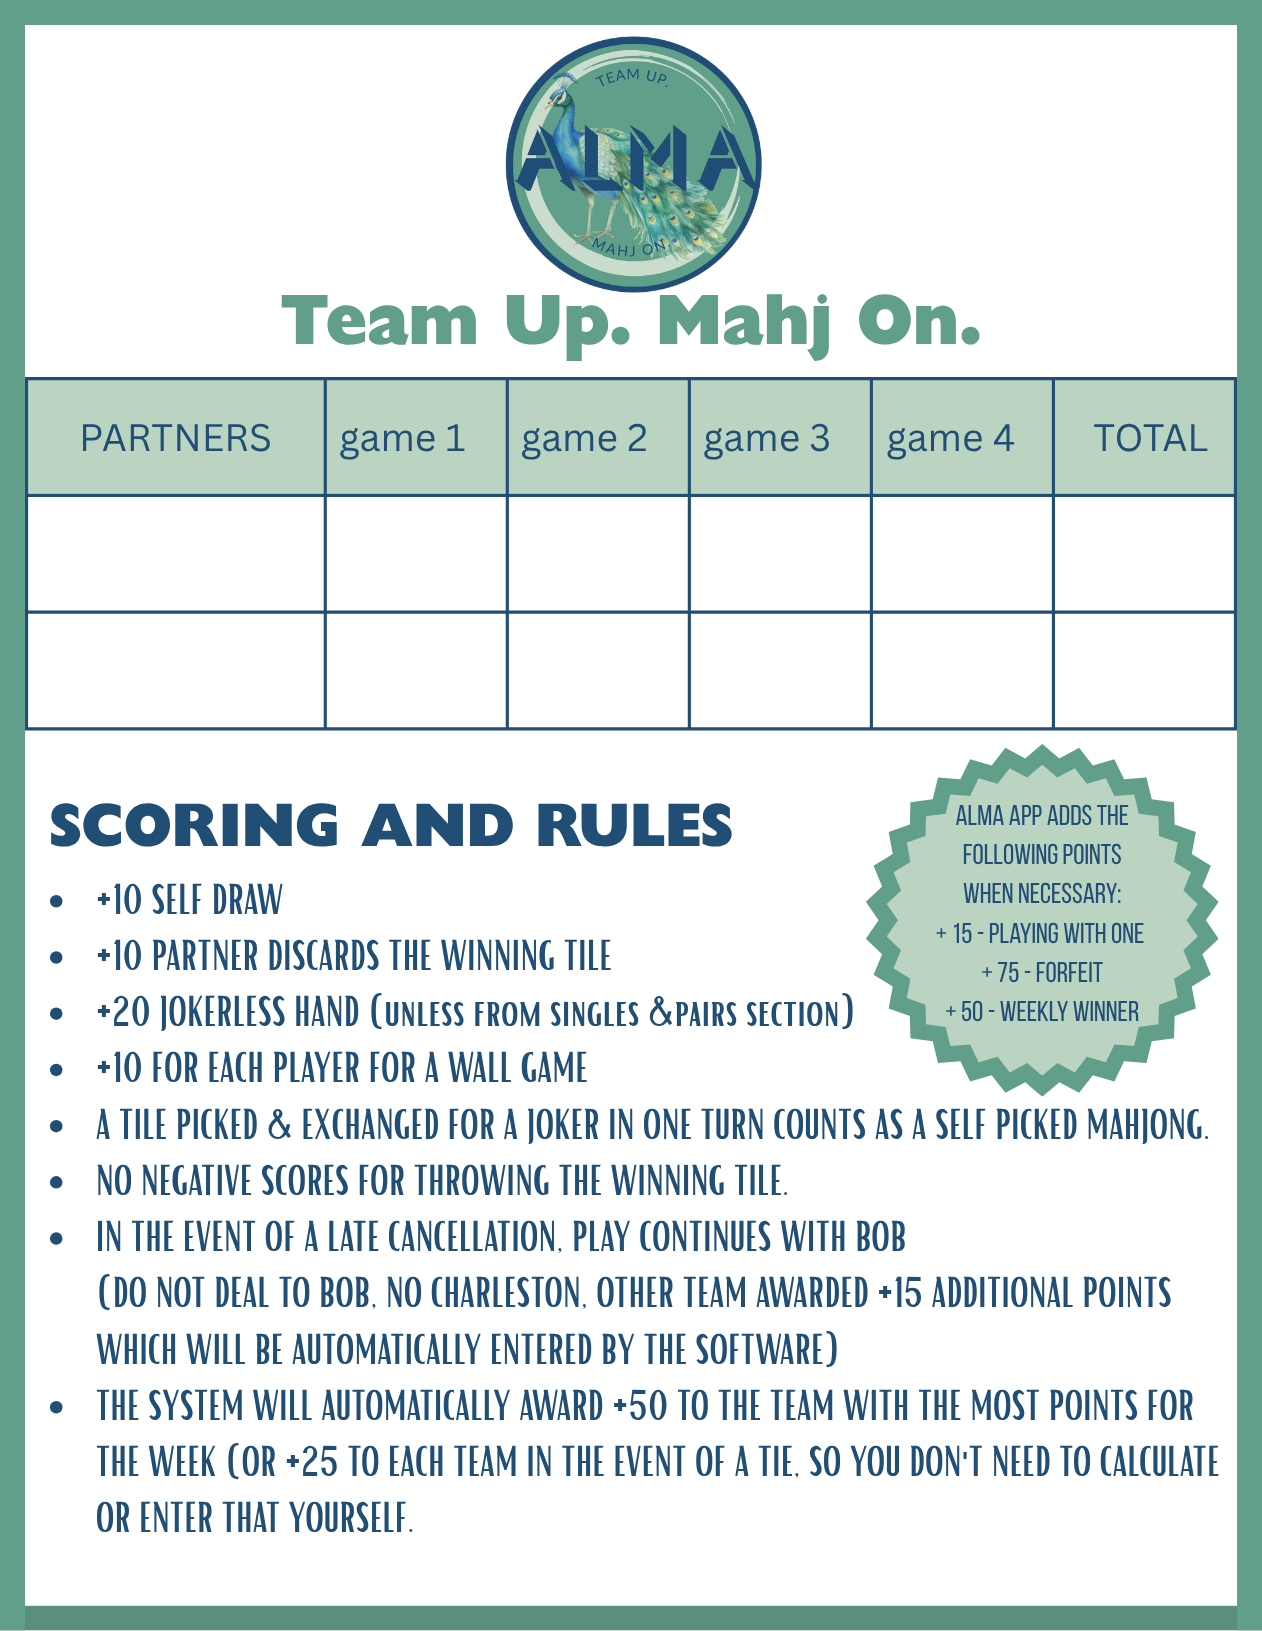 TEAM UP.
ALMA
MAHJ ON.
Team Up. Mahj On.
PARTNERS game 1 game 2 game 3 game 4 TOTAL
SCORING AND RULES
• +10 SELF DRAW
• +10 PARTNER DISCARDS THE WINNING TILE
• +20 JOKERLESS HAND (UNLESS FROM SINGLES &PAIRS SECTION)
• +10 FOR EACH PLAYER FOR A WALL GAME
• A TILE PICKED & EXCHANGED FOR A JOKER IN ONE TURN COUNTS AS A SELF PICKED MAHJONG.
• NO NEGATIVE SCORES FOR THROWING THE WINNING TILE.
• IN THE EVENT OF A LATE CANCELLATION, PLAY CONTINUES WITH BOB
(DO NOT DEAL TO BOB, NO CHARLESTON, OTHER TEAM AWARDED +15 ADDITIONAL POINTS
WHICH WILL BE AUTOMATICALLY ENTERED BY THE SOFTWARE)
• THE SYSTEM WILL AUTOMATICALLY AWARD +50 TO THE TEAM WITH THE MOST POINTS FOR
THE WEEK (OR +25 TO EACH TEAM IN THE EVENT OF A TIE, SO YOU DON'T NEED TO CALCULATE
OR ENTER THAT YOURSELF.
ALMA APP ADDS THE
FOLLOWING POINTS
WHEN NECESSARY:
+ 15 - PLAYING WITH ONE
+ 75 - FORFEIT
+ 50 - WEEKLY WINNER